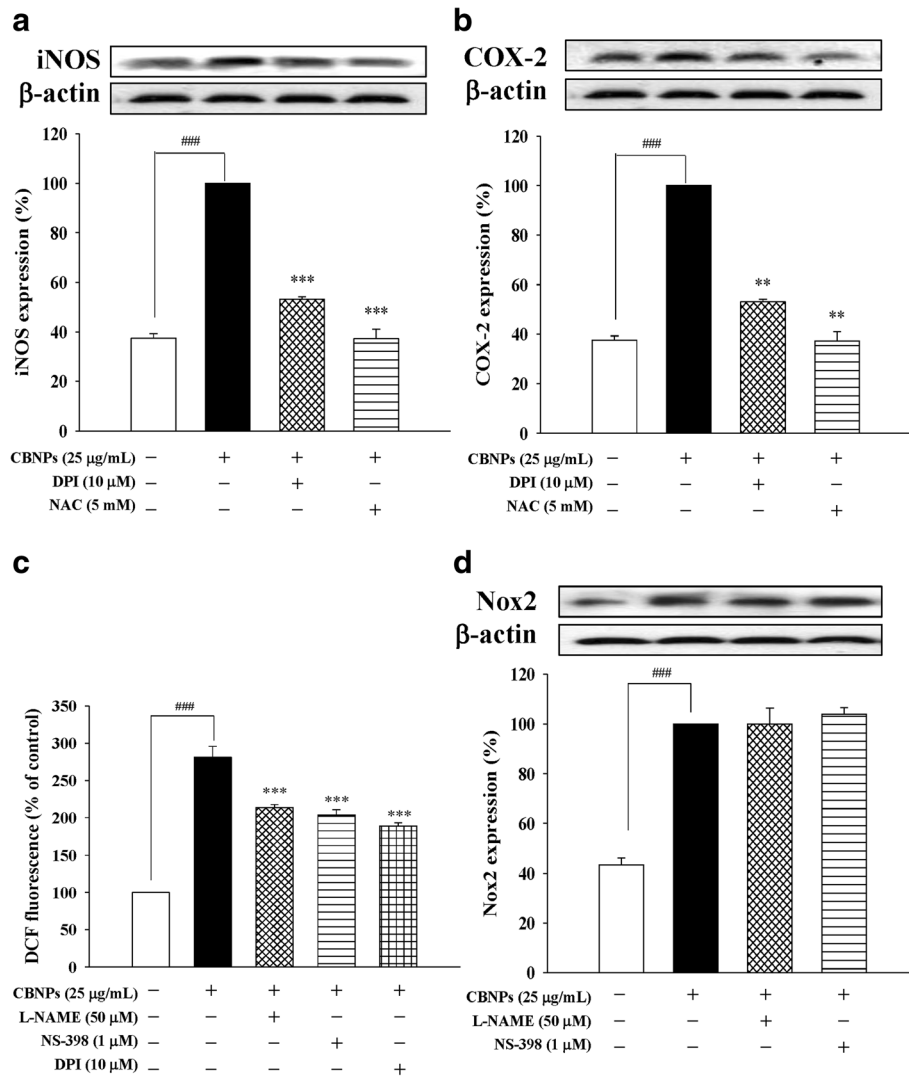 a
iNOS
β-actin
120
100
80
60
40
20
0
iNOS expression (%)
###
***
***
CBNPs (25 μg/mL) – + + +
DPI (10 μM) – – + –
NAC (5 mM) – – – +
b
COX-2
β-actin
120
100
80
60
40
20
0
COX-2 expression (%)
###
**
**
CBNPs (25 μg/mL) – + + +
DPI (10 μM) – – + –
NAC (5 mM) – – – +
c
350
300
250
200
150
100
50
0
DCF fluorescence (% of control)
###
***
***
***
CBNPs (25 μg/mL) – + + + +
L-NAME (50 μM) – – + – –
NS-398 (1 μM) – – – + –
DPI (10 μM) – – – – +
d
Nox2
β-actin
120
100
80
60
40
20
0
Nox2 expression (%)
###
CBNPs (25 μg/mL) – + + +
L-NAME (50 μM) – – + –
NS-398 (1 μM) – – – +